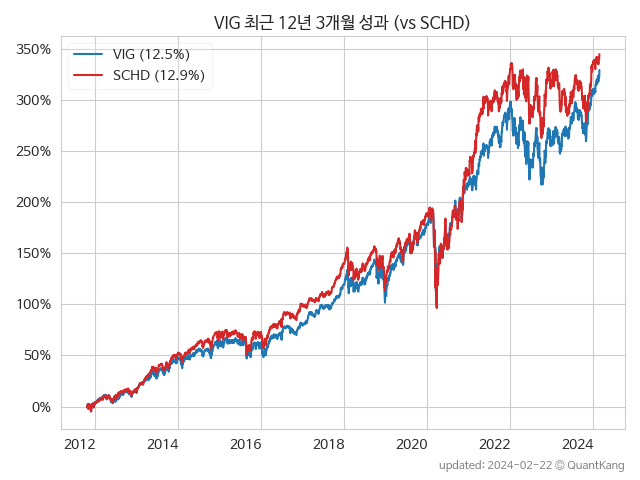 VIG 최근 12년 3개월 성과 (vs SCHD)
VIG (12.5%)
SCHD (12.9%)
350%
300%
250%
200%
150%
100%
50%
0%
2012 2014 2016 2018 2020 2022 2024
updated: 2024-02-22 © QuantKang